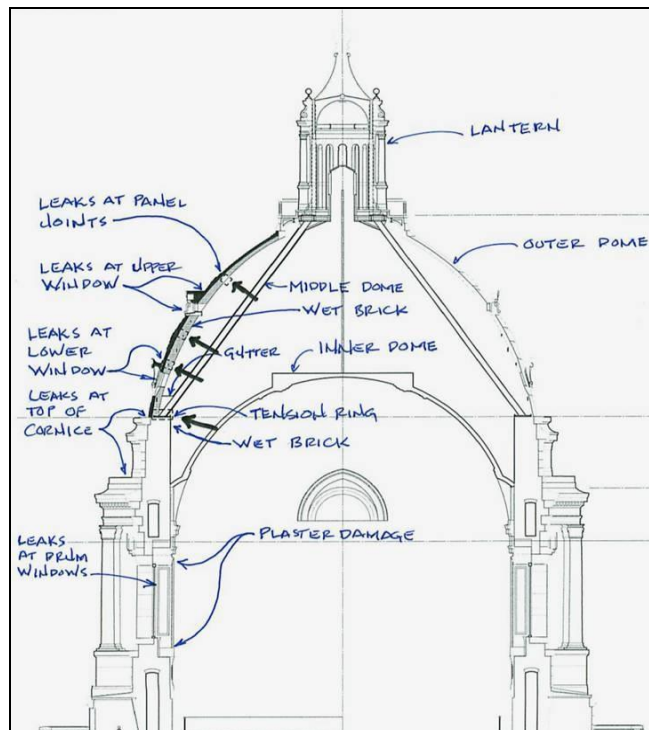 LANTERN
LEAKS AT PANEL
JOINTS
OUTER DOME
LEAKS AT UPPER
WINDOW
MIDDLE DOME
WET BRICK
LEAKS AT
LOWER
WINDOW
GUTTER
INNER DOME
LEAKS AT
TOP OF
CORNICE
TENSION RING
WET BRICK
LEAKS
AT DRUM
WINDOWS
PLASTER DAMAGE